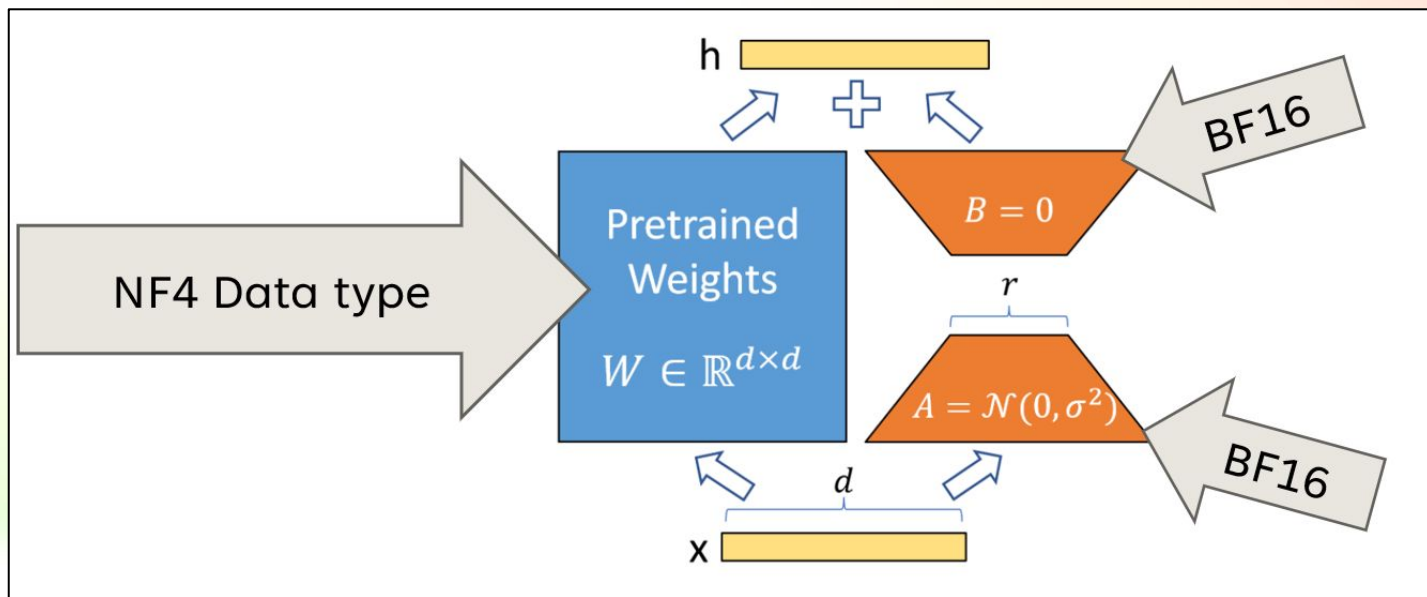 h
BF16
B = 0
Pretrained
Weights
W ∈ ℝ^{d×d}
NF4 Data type
r
A = 𝒩(0, σ²)
BF16
d
x